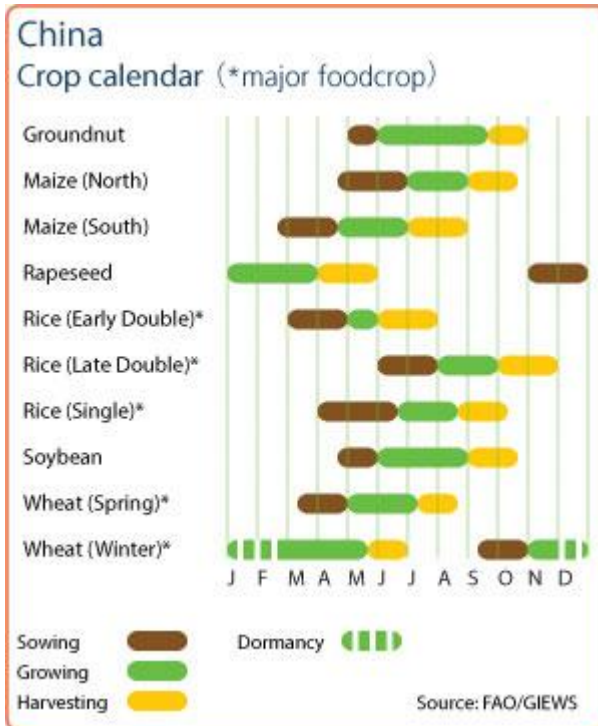 China
Crop calendar (*major foodcrop)
Groundnut
Maize (North)
Maize (South)
Rapeseed
Rice (Early Double)*
Rice (Late Double)*
Rice (Single)*
Soybean
Wheat (Spring)*
Wheat (Winter)*
J F M A M J J A S O N D
Sowing Dormancy
Growing
Harvesting Source: FAO/GIEWS